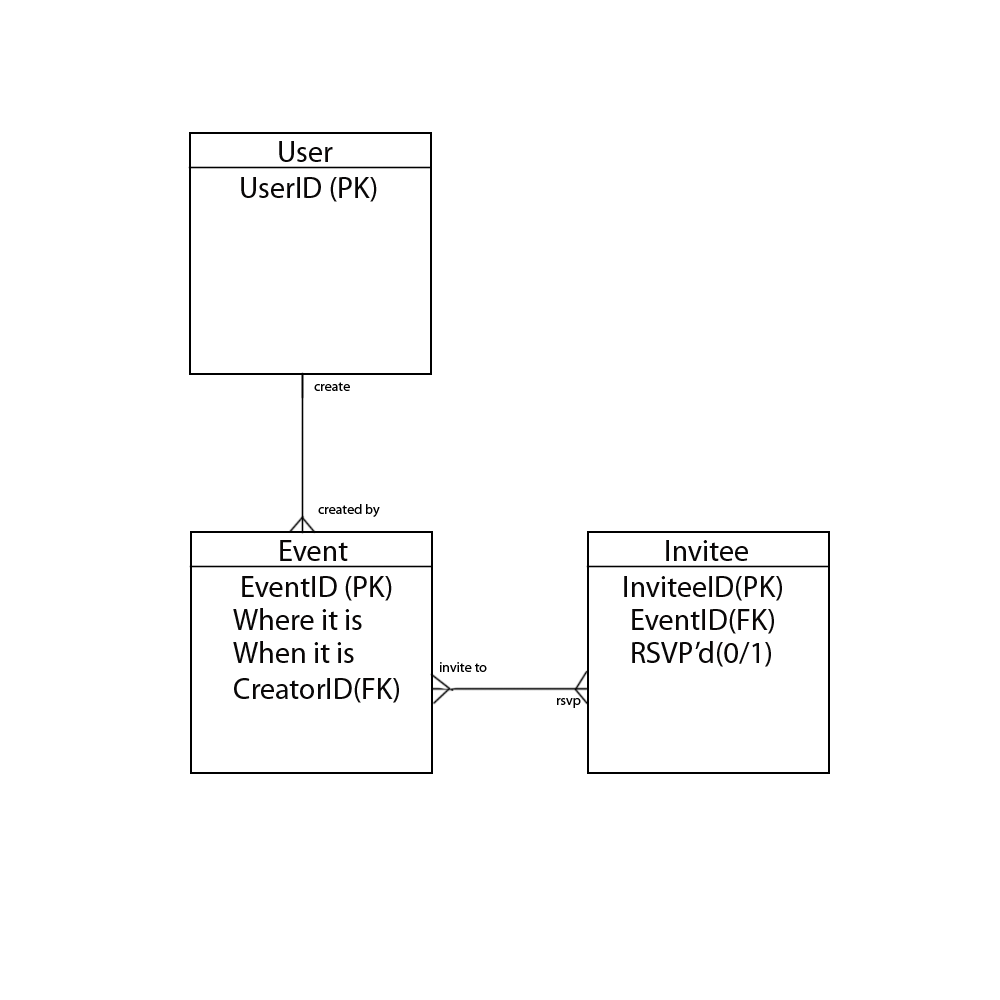 User
UserID (PK)
create
created by
Event
EventID (PK)
Where it is
When it is
CreatorID(FK)
invite to
rsvp
Invitee
InviteeID(PK)
EventID(FK)
RSVP’d(0/1)